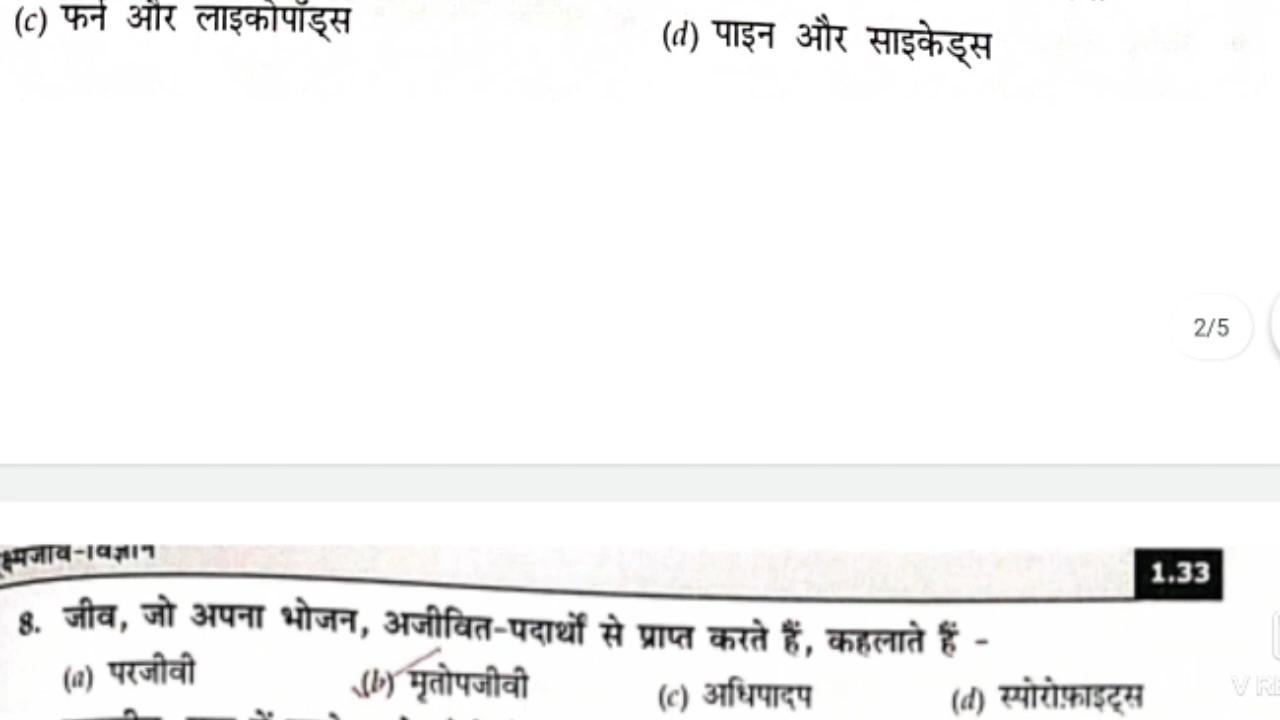 (c) फर्न और लाइकोपॉड्स (d) पाइन और साइकेड्स
2/5
1.33
8. जीव, जो अपना भोजन, अजीवित-पदार्थों से प्राप्त करते हैं, कहलाते हैं -
(a) परजीवी (b) मृतोपजीवी (c) अधिपादप (d) स्पोरोफ़ाइट्स